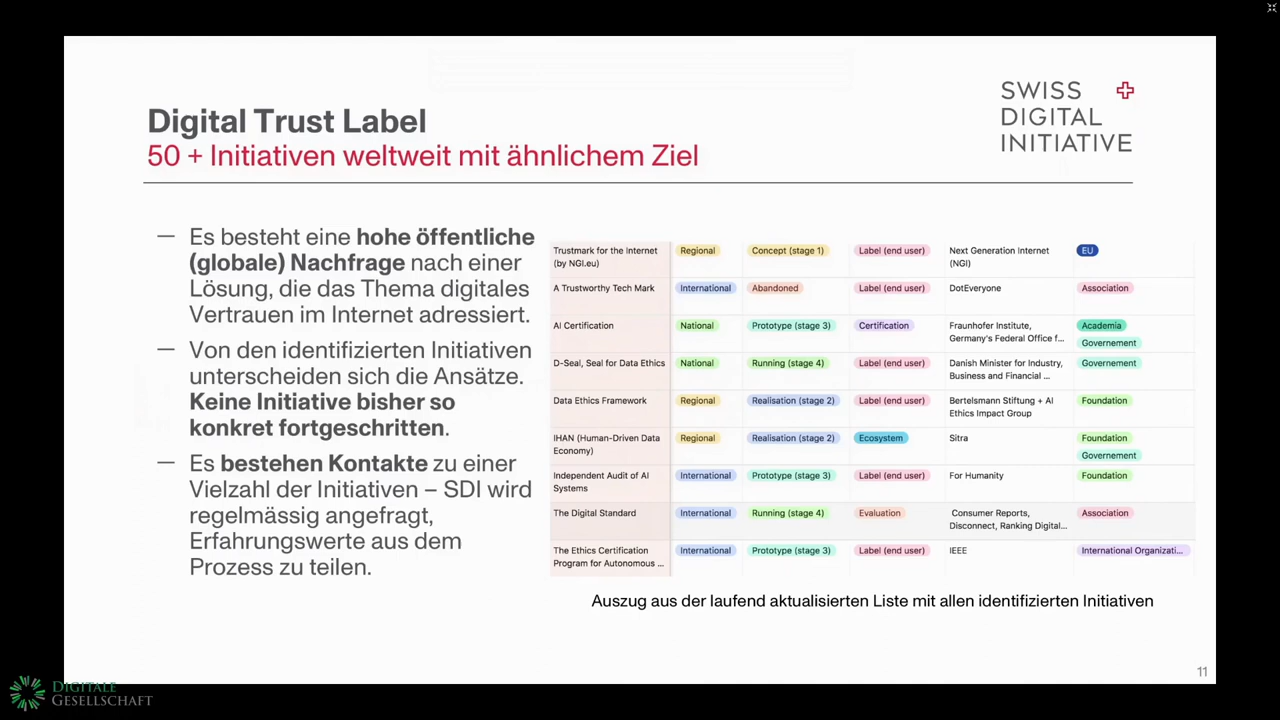 Digital Trust Label
50 + Initiativen weltweit mit ähnlichem Ziel
SWISS
DIGITAL
INITIATIVE
— Es besteht eine hohe öffentliche
(globale) Nachfrage nach einer
Lösung, die das Thema digitales
Vertrauen im Internet adressiert.
— Von den identifizierten Initiativen
unterscheiden sich die Ansätze.
Keine Initiative bisher so
konkret fortgeschritten.
— Es bestehen Kontakte zu einer
Vielzahl der Initiativen – SDI wird
regelmässig angefragt,
Erfahrungswerte aus dem
Prozess zu teilen.
Trustmark for the Internet Regional Concept (stage 1) Label (end user) Next Generation Internet EU
(by NGI.eu) (NGI)
A Trustworthy Tech Mark International Abandoned Label (end user) DotEveryone Association
AI Certification National Prototype (stage 3) Certification Fraunhofer Institute, Academia
Germany's Federal Office f... Governement
D-Seal, Seal for Data Ethics National Running (stage 4) Label (end user) Danish Minister for Industry, Governement
Business and Financial ...
Data Ethics Framework Regional Realisation (stage 2) Label (end user) Bertelsmann Stiftung + AI Foundation
Ethics Impact Group
IHAN (Human-Driven Data Regional Realisation (stage 2) Ecosystem Sitra Foundation
Economy) Governement
Independent Audit of AI International Prototype (stage 3) Label (end user) For Humanity Foundation
Systems
The Digital Standard International Running (stage 4) Evaluation Consumer Reports, Association
Disconnect, Ranking Digital...
The Ethics Certification International Prototype (stage 3) Label (end user) IEEE International Organizati...
Program for Autonomous ...
Auszug aus der laufend aktualisierten Liste mit allen identifizierten Initiativen
11
DIGITALE
GESELLSCHAFT